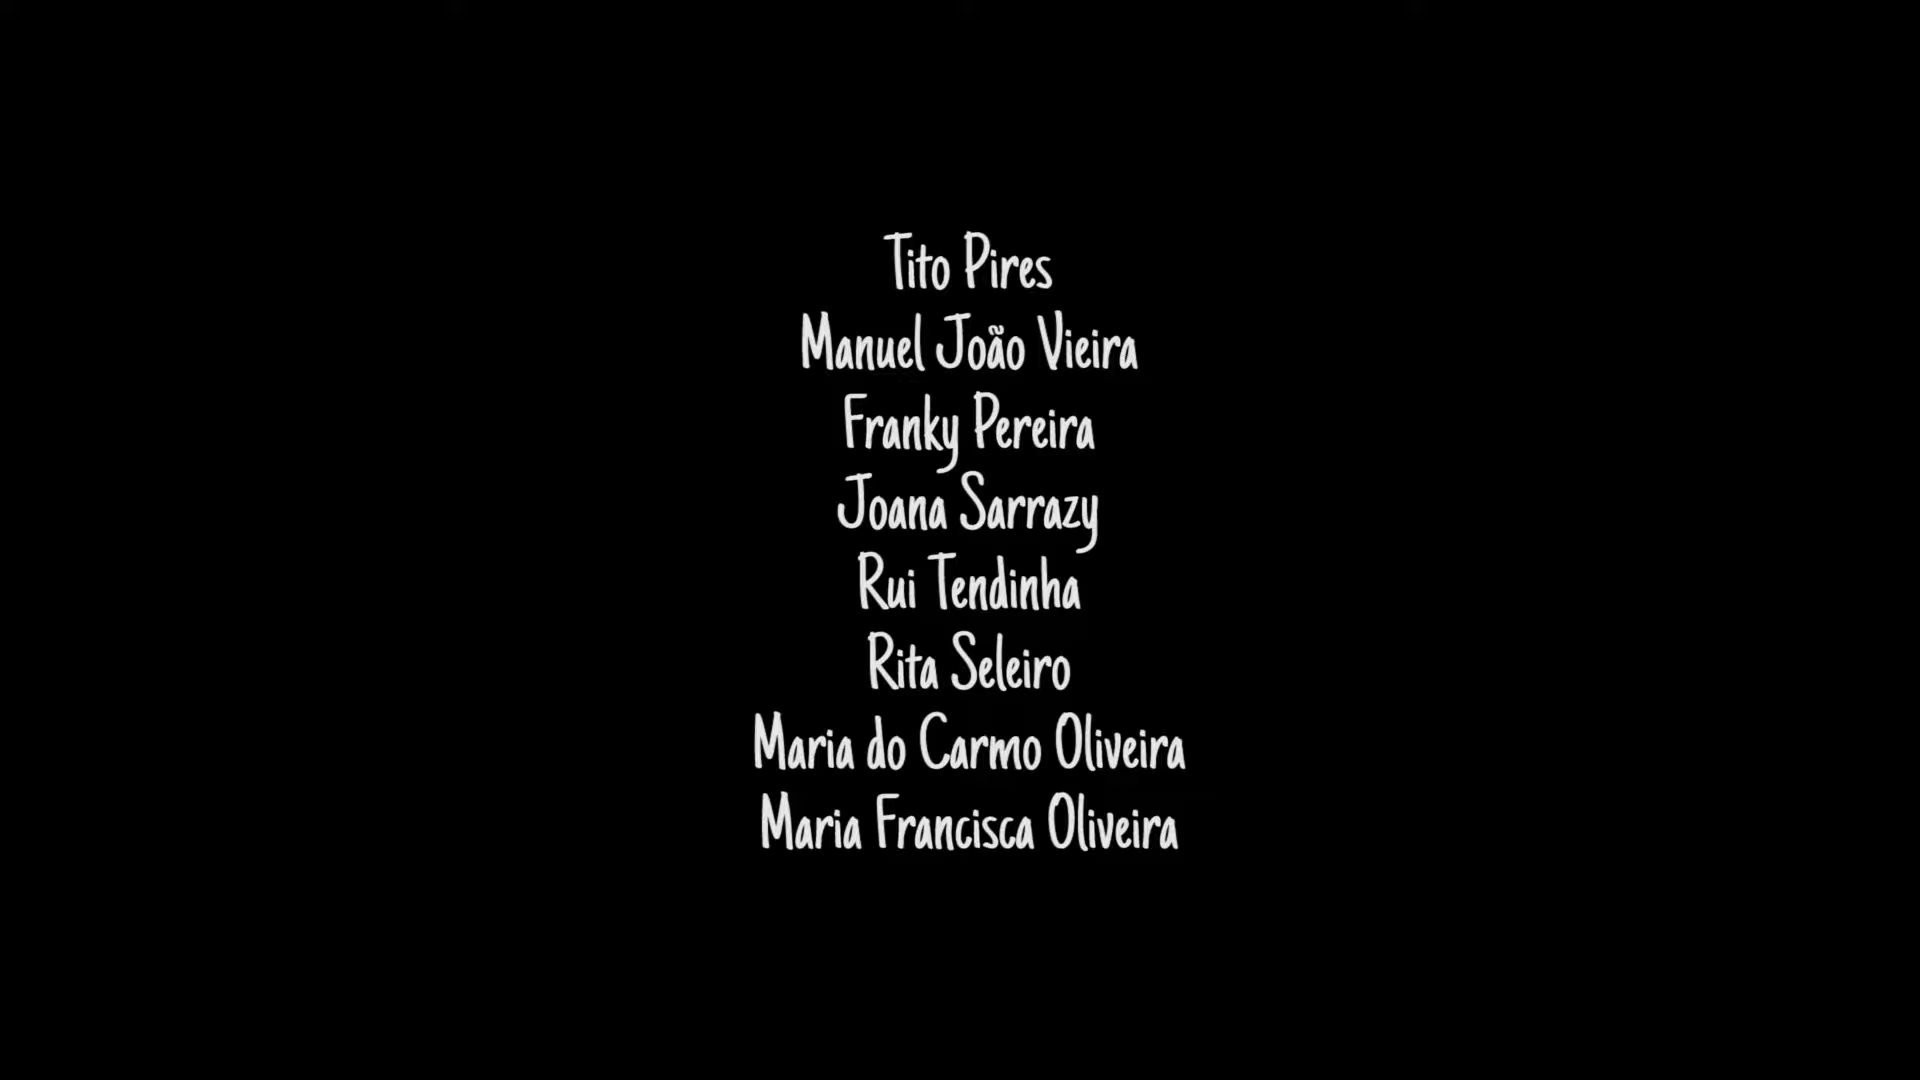 Tito Pires
Manuel João Vieira
Franky Pereira
Joana Sarrazy
Rui Tendinha
Rita Seleiro
Maria do Carmo Oliveira
Maria Francisca Oliveira